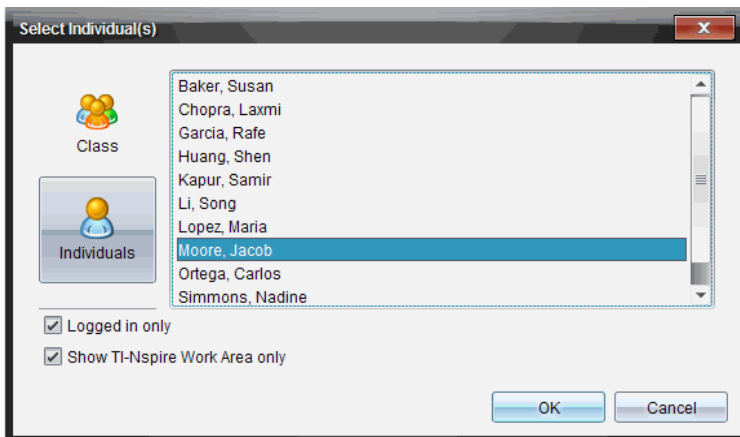 Select Individual(s)
Class
Individuals
Baker, Susan
Chopra, Laxmi
Garcia, Rafe
Huang, Shen
Kapur, Samir
Li, Song
Lopez, Maria
Moore, Jacob
Ortega, Carlos
Simmons, Nadine
Logged in only
Show TI-Nspire Work Area only
OK
Cancel